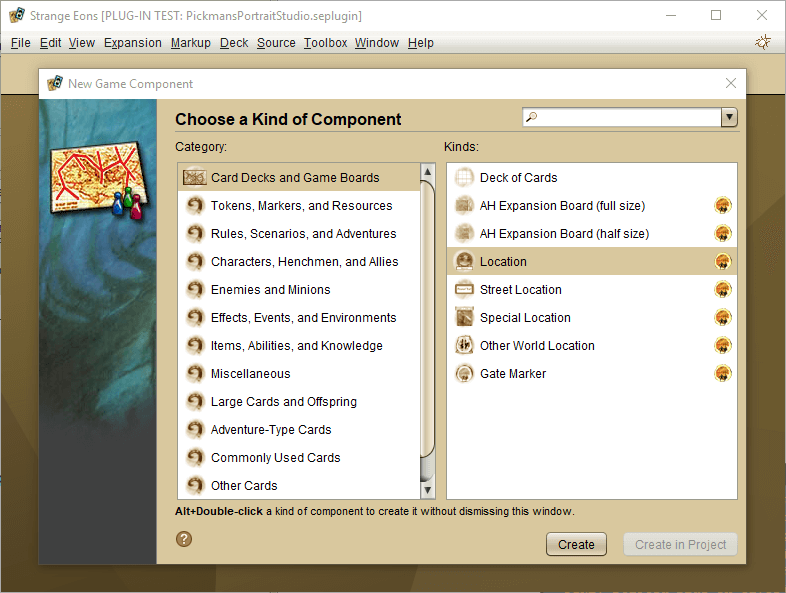 Strange Eons [PLUG-IN TEST: PickmansPortraitStudio.seplugin]
File Edit View Expansion Markup Deck Source Toolbox Window Help
New Game Component
Choose a Kind of Component
Category:
Kinds:
Card Decks and Game Boards
Tokens, Markers, and Resources
Rules, Scenarios, and Adventures
Characters, Henchmen, and Allies
Enemies and Minions
Effects, Events, and Environments
Items, Abilities, and Knowledge
Miscellaneous
Large Cards and Offspring
Adventure-Type Cards
Commonly Used Cards
Other Cards
Deck of Cards
AH Expansion Board (full size)
AH Expansion Board (half size)
Location
Street Location
Special Location
Other World Location
Gate Marker
Alt+Double-click a kind of component to create it without dismissing this window.
?
Create
Create in Project